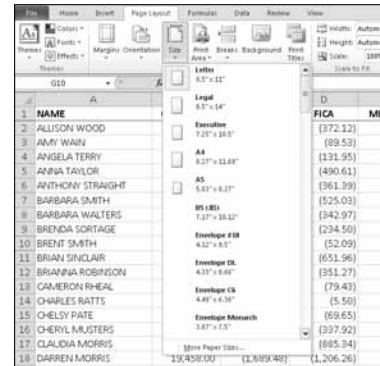 File Home Insert Page Layout Formulas Data Review View
Colors Width: Autom
Themes Fonts Margins Orientation Size Print Area Breaks Background Print Titles Height: Autom
Effects Scale: 100%
Themes Scale to Fit
G10
A D
1 NAME FICA
2 ALLISON WOOD (372.12)
3 AMY WAIN (89.53)
4 ANGELA TERRY (131.95)
5 ANNA TAYLOR (490.61)
6 ANTHONY STRAIGHT (361.39)
7 BARBARA SMITH (525.03)
8 BARBARA WALTERS (342.97)
9 BRENDA SORTAGE (234.50)
10 BRENT SMITH (52.09)
11 BRIAN SINCLAIR (651.96)
12 BRIANNA ROBINSON (351.27)
13 CAMERON RHEAL (79.43)
14 CHARLES RATTS (5.50)
15 CHELSY PATE (69.65)
16 CHERYL MUSTERS (337.92)
17 CLAUDIA MORRIS (885.34)
18 DARREN MORRIS 19,458.00 (1,689.48) (1,206.26)
Letter
8.5" x 11"
Legal
8.5" x 14"
Executive
7.25" x 10.5"
A4
8.27" x 11.69"
A5
5.83" x 8.27"
B5 (JIS)
7.17" x 10.12"
Envelope #10
4.12" x 9.5"
Envelope DL
4.33" x 8.66"
Envelope C6
4.49" x 6.38"
Envelope Monarch
3.87" x 7.5"
More Paper Sizes...